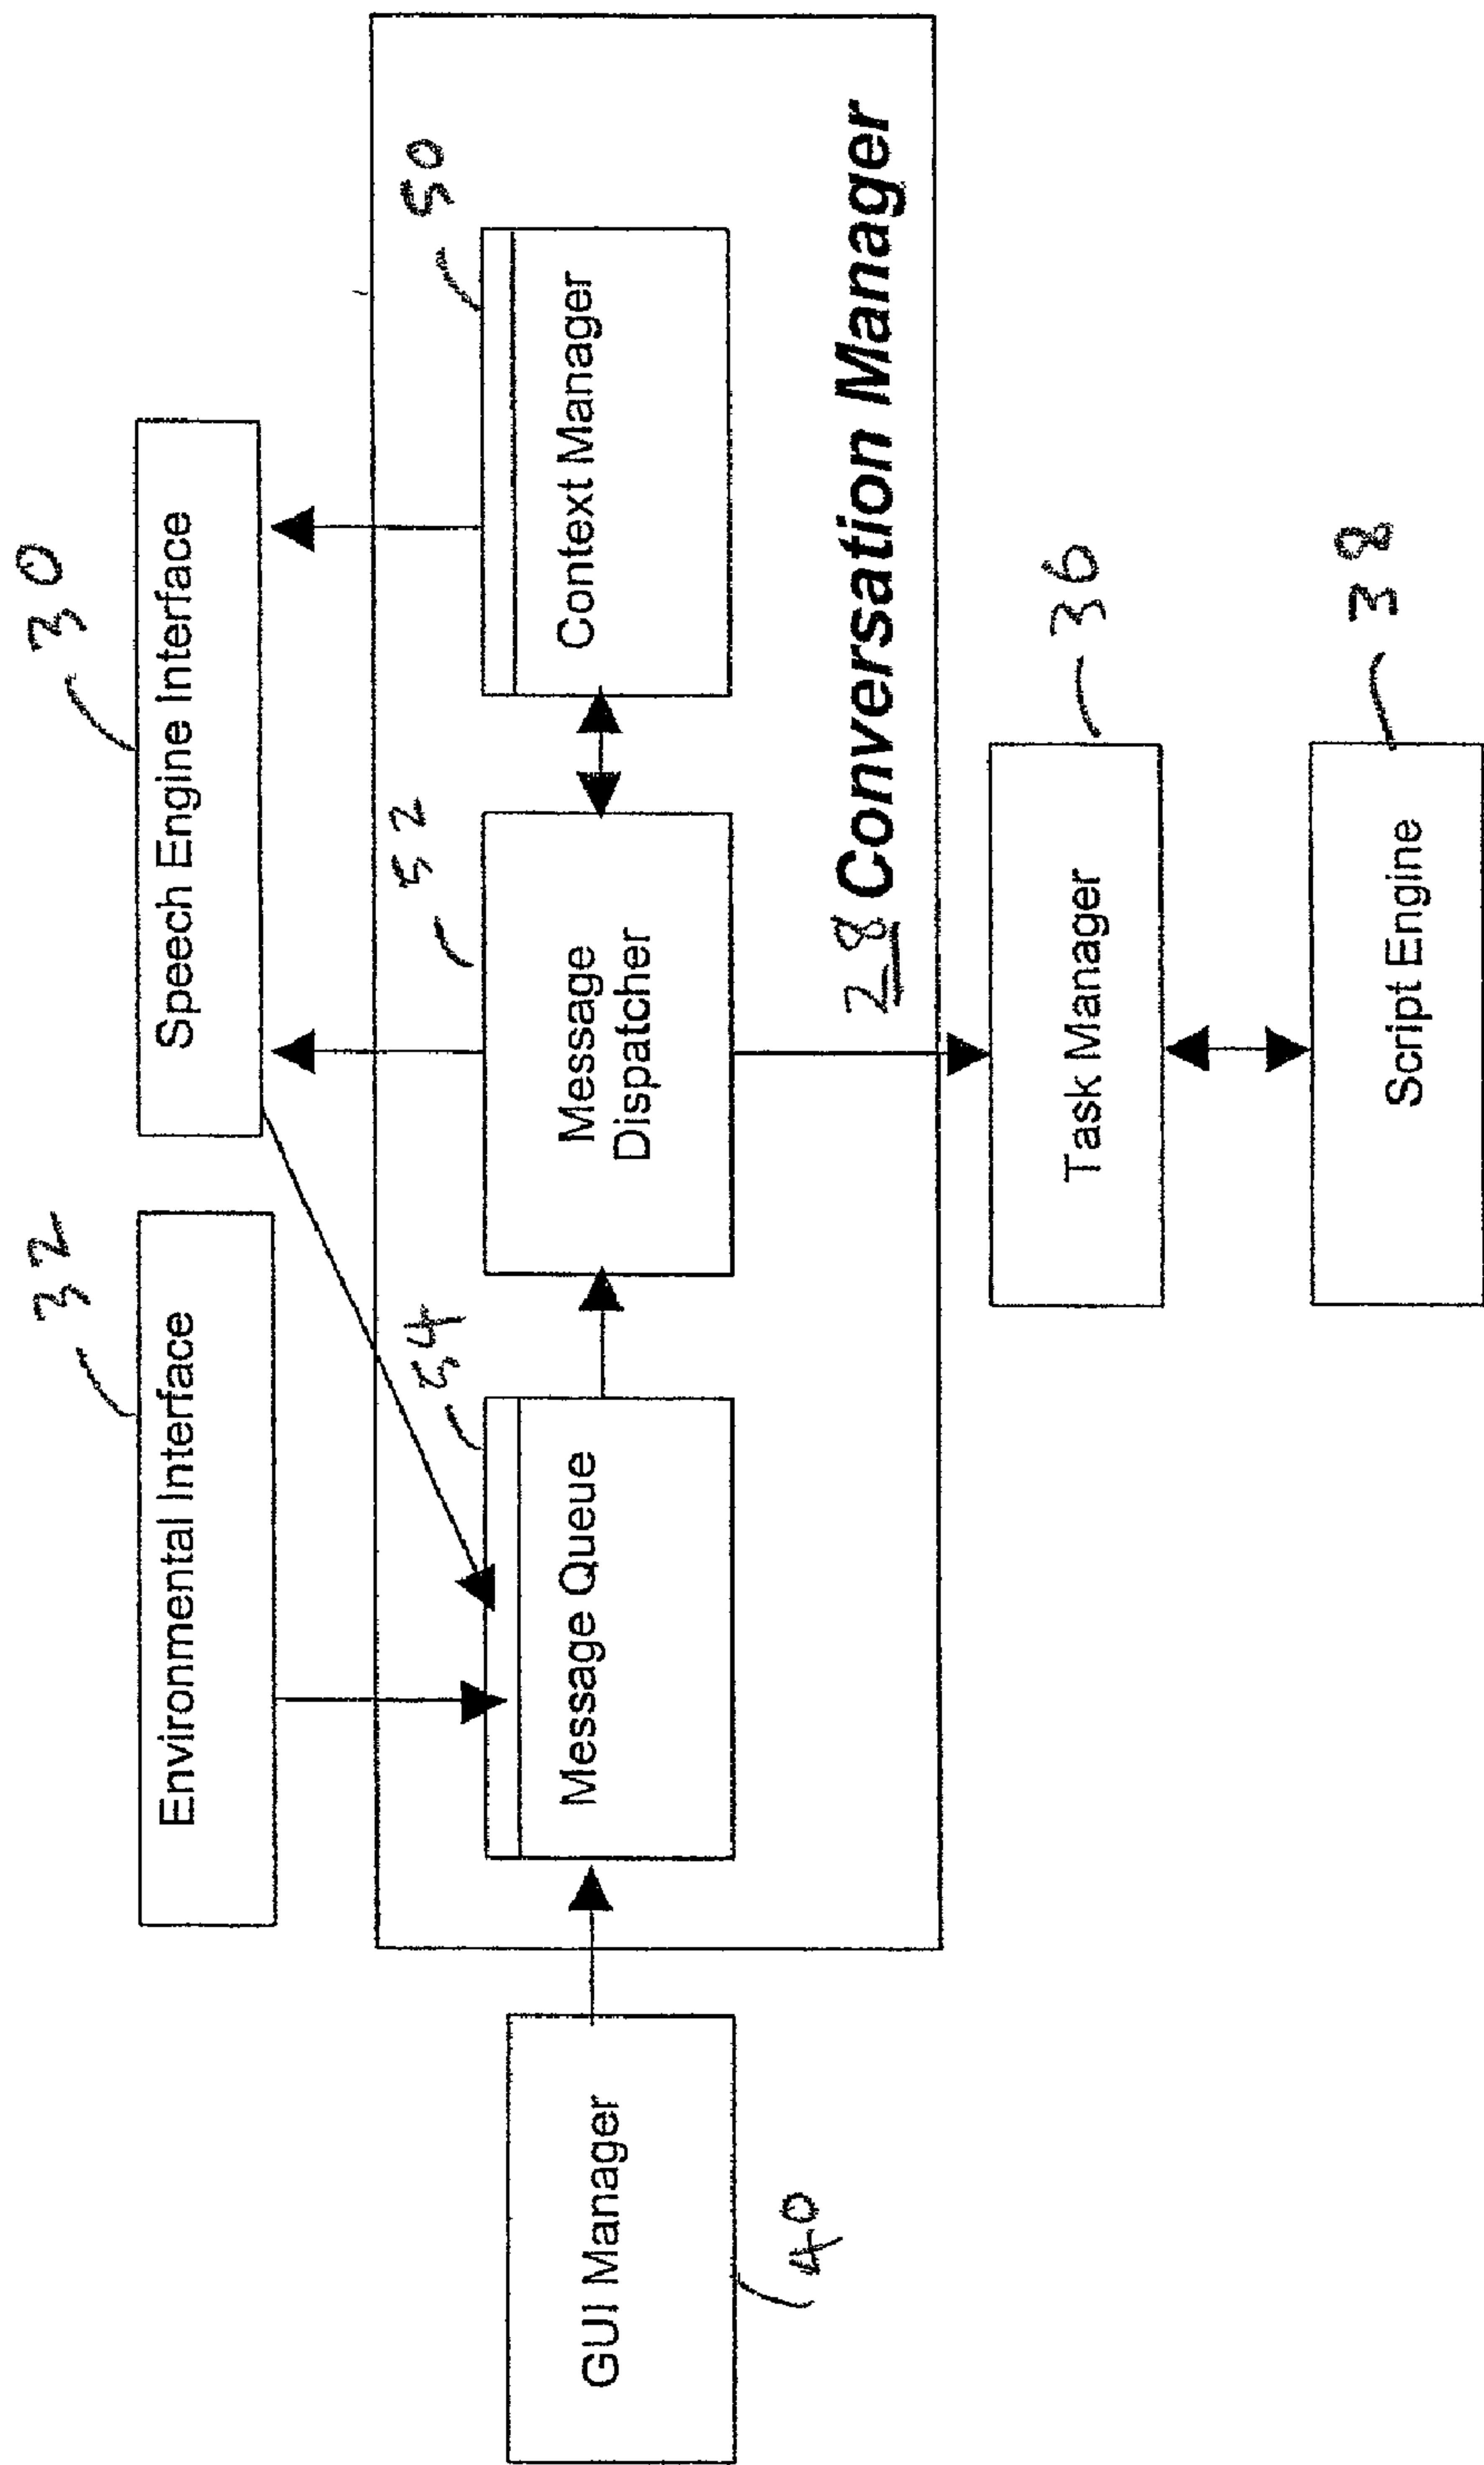 32
Environmental Interface
30
Speech Engine Interface
54
Message Queue
52
Message
Dispatcher
50
Context Manager
28 Conversation Manager
GUI Manager
40
Task Manager
36
Script Engine
38